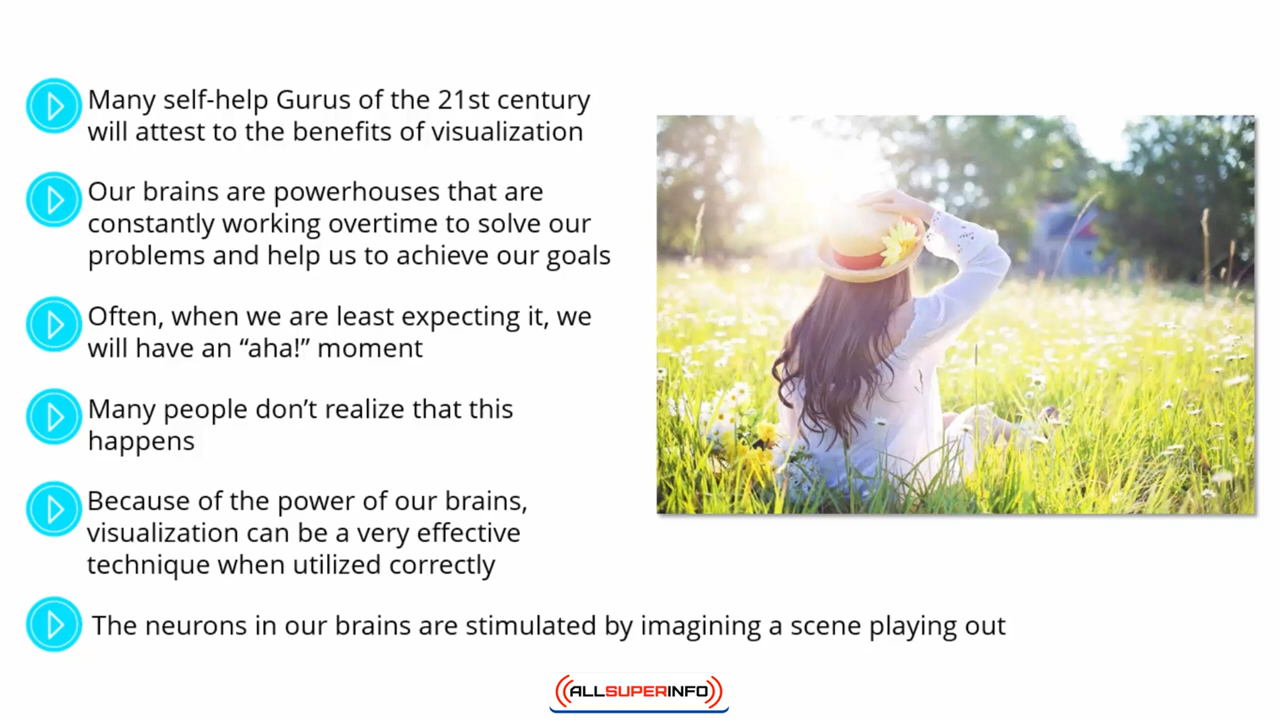 Many self-help Gurus of the 21st century
will attest to the benefits of visualization
Our brains are powerhouses that are
constantly working overtime to solve our
problems and help us to achieve our goals
Often, when we are least expecting it, we
will have an “aha!” moment
Many people don’t realize that this
happens
Because of the power of our brains,
visualization can be a very effective
technique when utilized correctly
The neurons in our brains are stimulated by imagining a scene playing out
ALLSUPERINFO